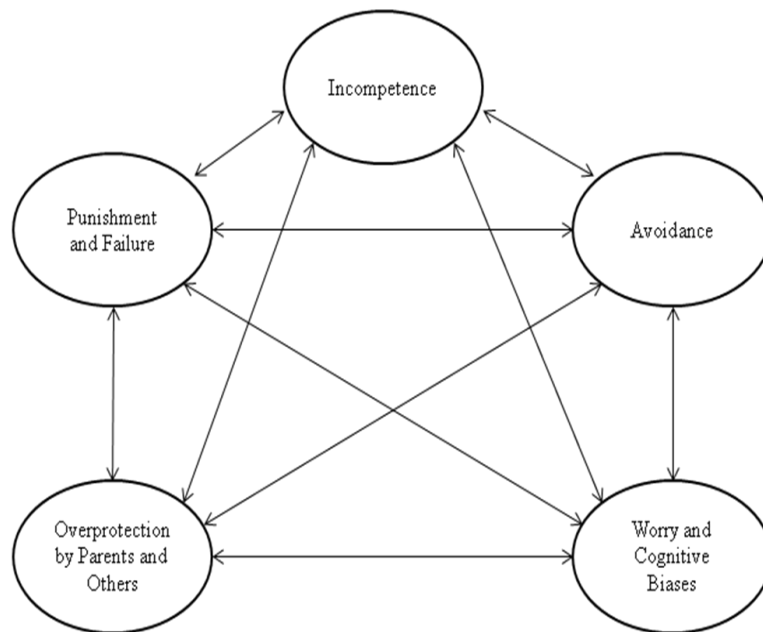 Incompetence
Punishment
and Failure
Avoidance
Overprotection
by Parents and
Others
Worry and
Cognitive
Biases